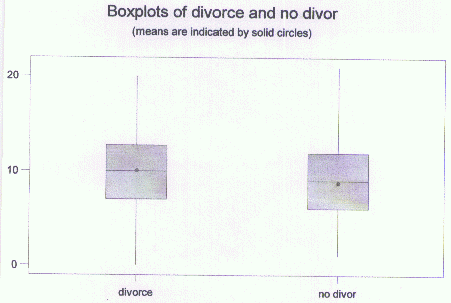 Boxplots of divorce and no divor
(means are indicated by solid circles)
20
10
0
divorce
no divor